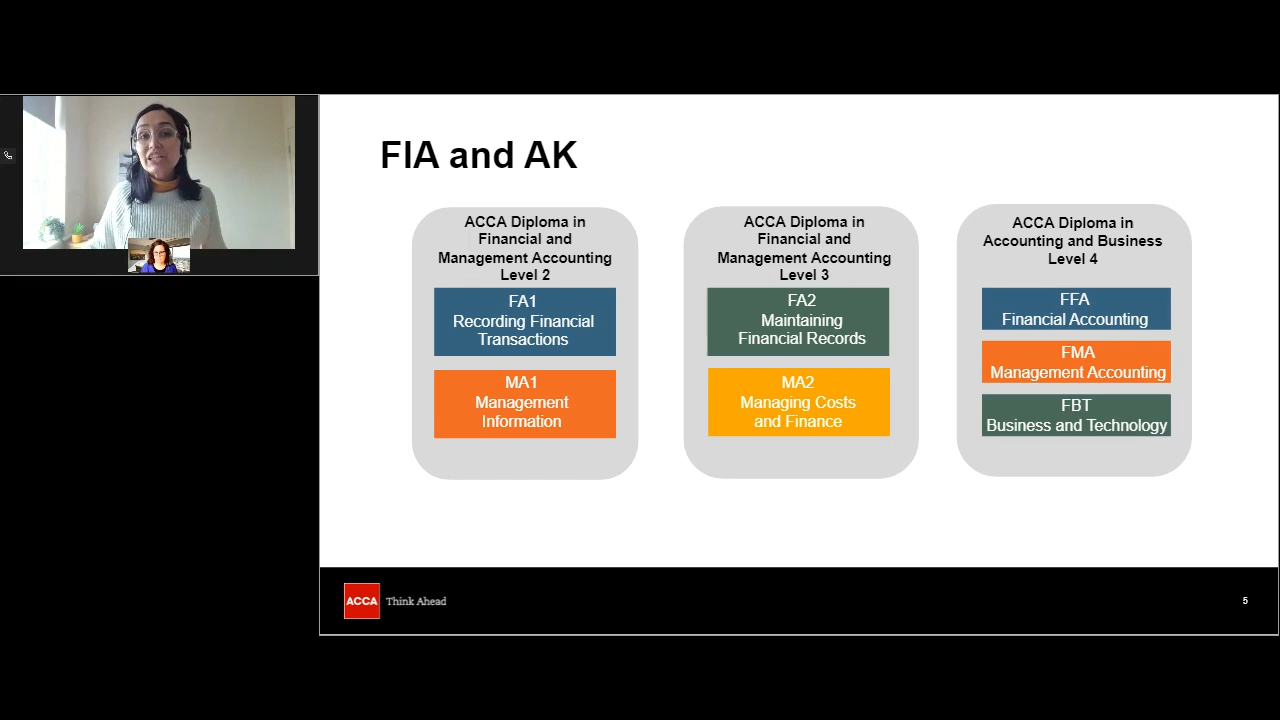 FIA and AK
ACCA Diploma in
Financial and
Management Accounting
Level 2
FA1
Recording Financial
Transactions
MA1
Management
Information
ACCA Diploma in
Financial and
Management Accounting
Level 3
FA2
Maintaining
Financial Records
MA2
Managing Costs
and Finance
ACCA Diploma in
Accounting and Business
Level 4
FFA
Financial Accounting
FMA
Management Accounting
FBT
Business and Technology
ACCA Think Ahead
5